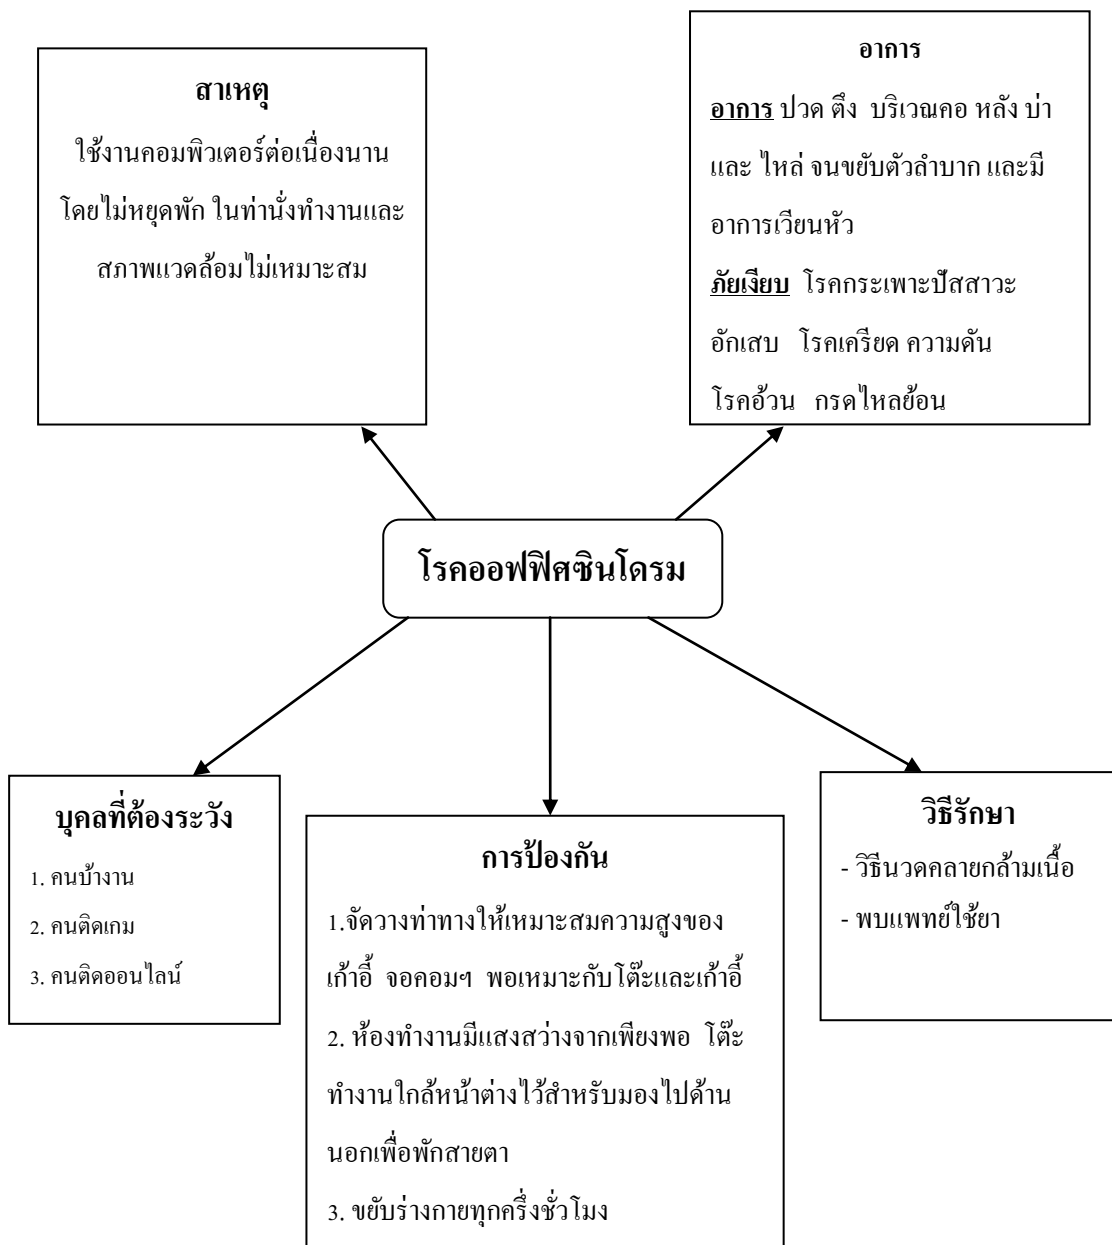 สาเหตุ
ใช้งานคอมพิวเตอร์ต่อเนื่องนาน
โดยไม่หยุดพัก ในท่านั่งทำงานและ
สภาพแวดล้อมไม่เหมาะสม
อาการ
อาการ ปวด ตึง บริเวณคอ หลัง บ่า
และ ไหล่ จนขยับตัวลำบาก และมี
อาการเวียนหัว
ภัยเงียบ โรคกระเพาะปัสสาวะ
อักเสบ โรคเครียด ความดัน
โรคอ้วน กรดไหลย้อน
โรคออฟฟิศซินโดรม
บุคลที่ต้องระวัง
1. คนบ้างาน
2. คนติดเกม
3. คนติดออนไลน์
การป้องกัน
1.จัดวางท่าทางให้เหมาะสมความสูงของ
เก้าอี้ จอคอมฯ พอเหมาะกับโต๊ะและเก้าอี้
2. ห้องทำงานมีแสงสว่างจากเพียงพอ โต๊ะ
ทำงานใกล้หน้าต่างไว้สำหรับมองไปด้าน
นอกเพื่อพักสายตา
3. ขยับร่างกายทุกครึ่งชั่วโมง
วิธีรักษา
- วิธีนวดคลายกล้ามเนื้อ
- พบแพทย์ใช้ยา